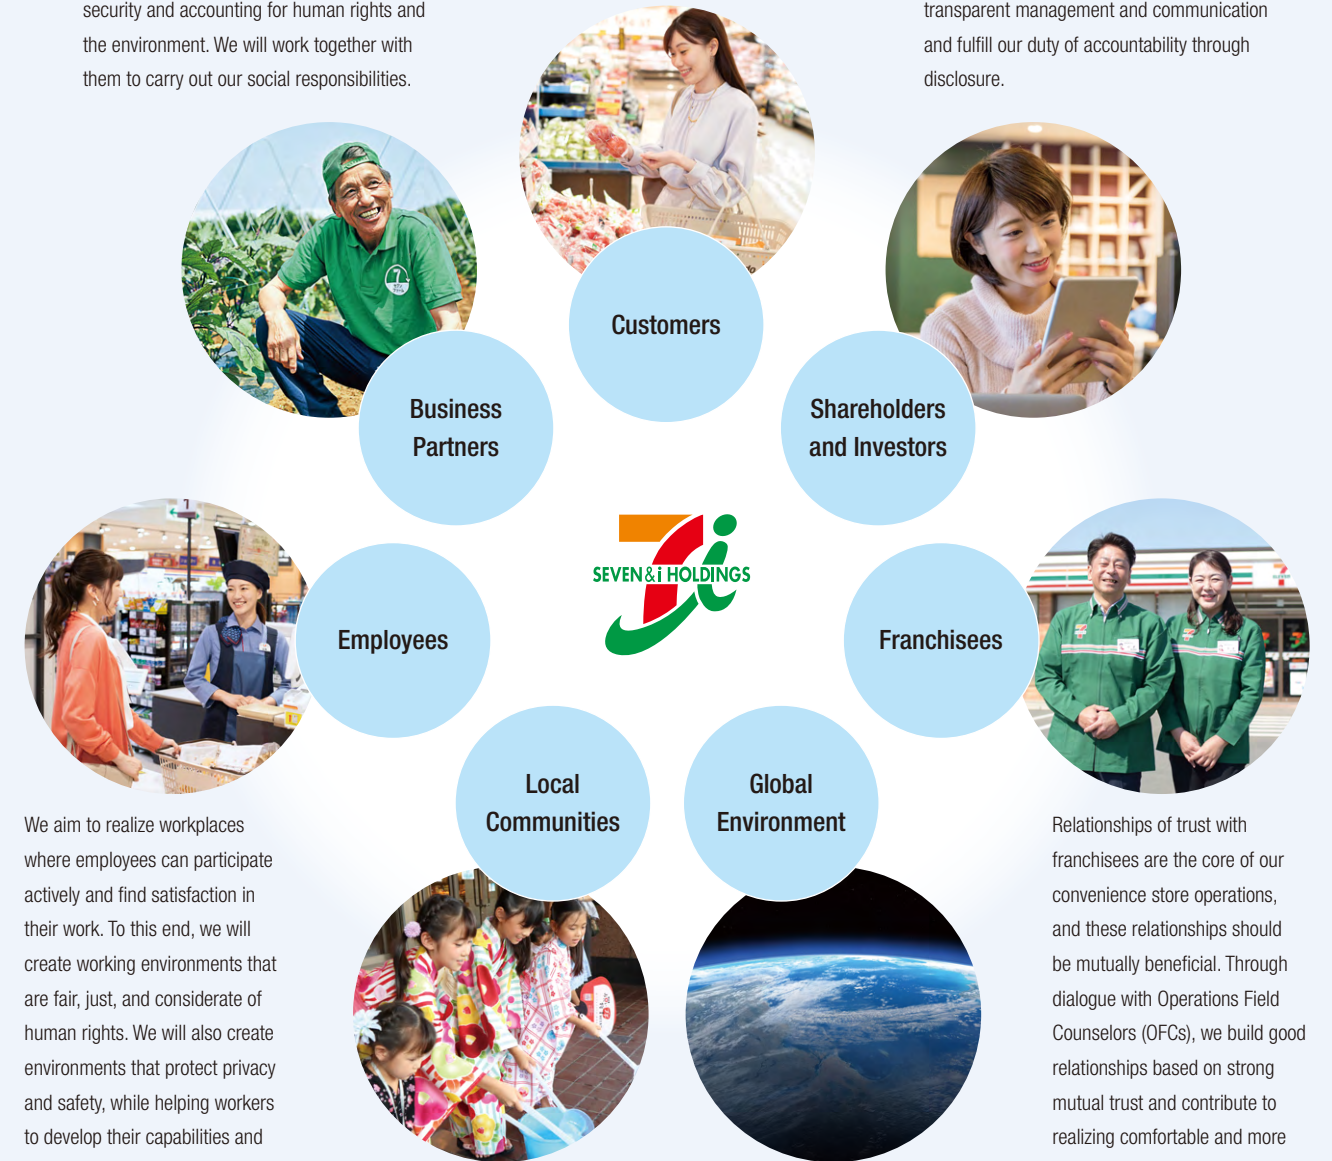 security and accounting for human rights and
the environment. We will work together with
them to carry out our social responsibilities.
transparent management and communication
and fulfill our duty of accountability through
disclosure.
Customers
Business
Partners
Shareholders
and Investors
SEVEN&i HOLDINGS
Employees
Franchisees
Local
Communities
Global
Environment
We aim to realize workplaces
where employees can participate
actively and find satisfaction in
their work. To this end, we will
create working environments that
are fair, just, and considerate of
human rights. We will also create
environments that protect privacy
and safety, while helping workers
to develop their capabilities and
Relationships of trust with
franchisees are the core of our
convenience store operations,
and these relationships should
be mutually beneficial. Through
dialogue with Operations Field
Counselors (OFCs), we build good
relationships based on strong
mutual trust and contribute to
realizing comfortable and more